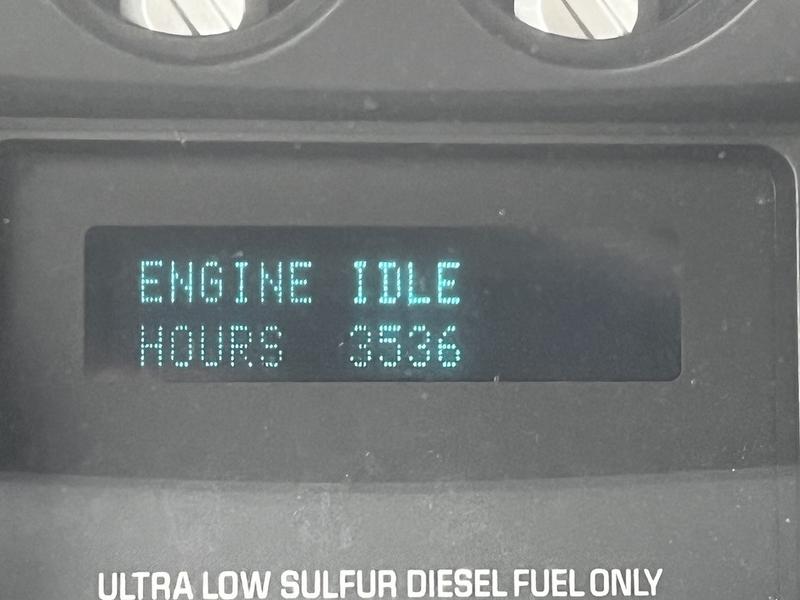 ENGINE IDLE
HOURS 3536
ULTRA LOW SULFUR DIESEL FUEL ONLY